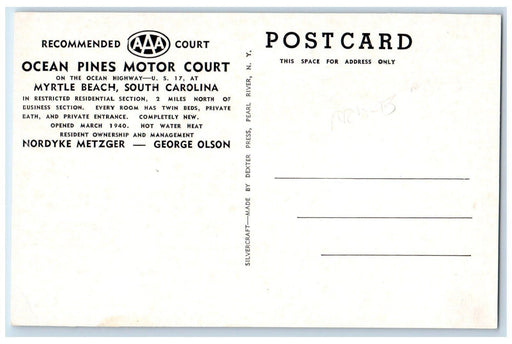 RECOMMENDED AAA COURT
OCEAN PINES MOTOR COURT
ON THE OCEAN HIGHWAY—U. S. 17, AT
MYRTLE BEACH, SOUTH CAROLINA
IN RESTRICTED RESIDENTIAL SECTION, 2 MILES NORTH OF
BUSINESS SECTION. EVERY ROOM HAS TWIN BEDS, PRIVATE
BATH, AND PRIVATE ENTRANCE. COMPLETELY NEW.
OPENED MARCH 1940. HOT WATER HEAT
RESIDENT OWNERSHIP AND MANAGEMENT
NORDYKE METZGER — GEORGE OLSON
SILVERCRAFT—MADE BY DEXTER PRESS, PEARL RIVER, N. Y.
POSTCARD
THIS SPACE FOR ADDRESS ONLY